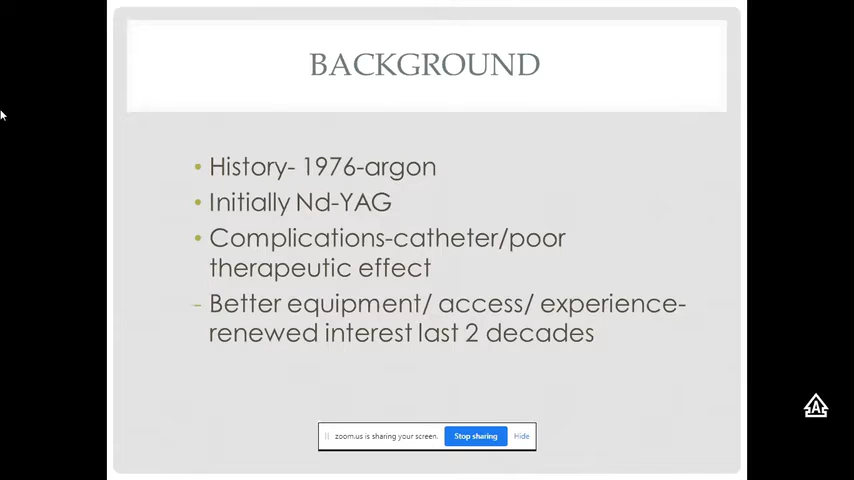 BACKGROUND
• History- 1976-argon
• Initially Nd-YAG
• Complications-catheter/poor
therapeutic effect
– Better equipment/ access/ experience-
renewed interest last 2 decades
zoom.us is sharing your screen. Stop sharing Hide
A